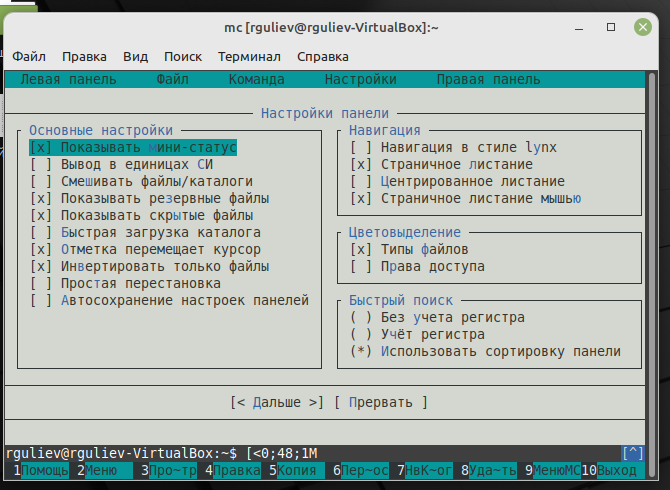 mc [rguliev@rguliev-VirtualBox]:~
Файл Правка Вид Поиск Терминал Справка
Левая панель Файл Команда Настройки Правая панель
Настройки панели
Основные настройки
[x] Показывать мини-статус
[ ] Вывод в единицах СИ
[ ] Смешивать файлы/каталоги
[x] Показывать резервные файлы
[x] Показывать скрытые файлы
[ ] Быстрая загрузка каталога
[x] Отметка перемещает курсор
[x] Инвертировать только файлы
[ ] Простая перестановка
[ ] Автосохранение настроек панелей
Навигация
[ ] Навигация в стиле lynx
[x] Страничное листание
[ ] Центрированное листание
[x] Страничное листание мышью
Цветовыделение
[x] Типы файлов
[ ] Права доступа
Быстрый поиск
( ) Без учета регистра
( ) Учёт регистра
(*) Использовать сортировку панели
[< Дальше >] [ Прервать ]
rguliev@rguliev-VirtualBox:~$ [<0;48;1M [^]
1Помощь 2Меню 3Про~тр 4Правка 5Копия 6Пер~ос 7НвК~ог 8Уда~ть 9МенюMC 10Выход